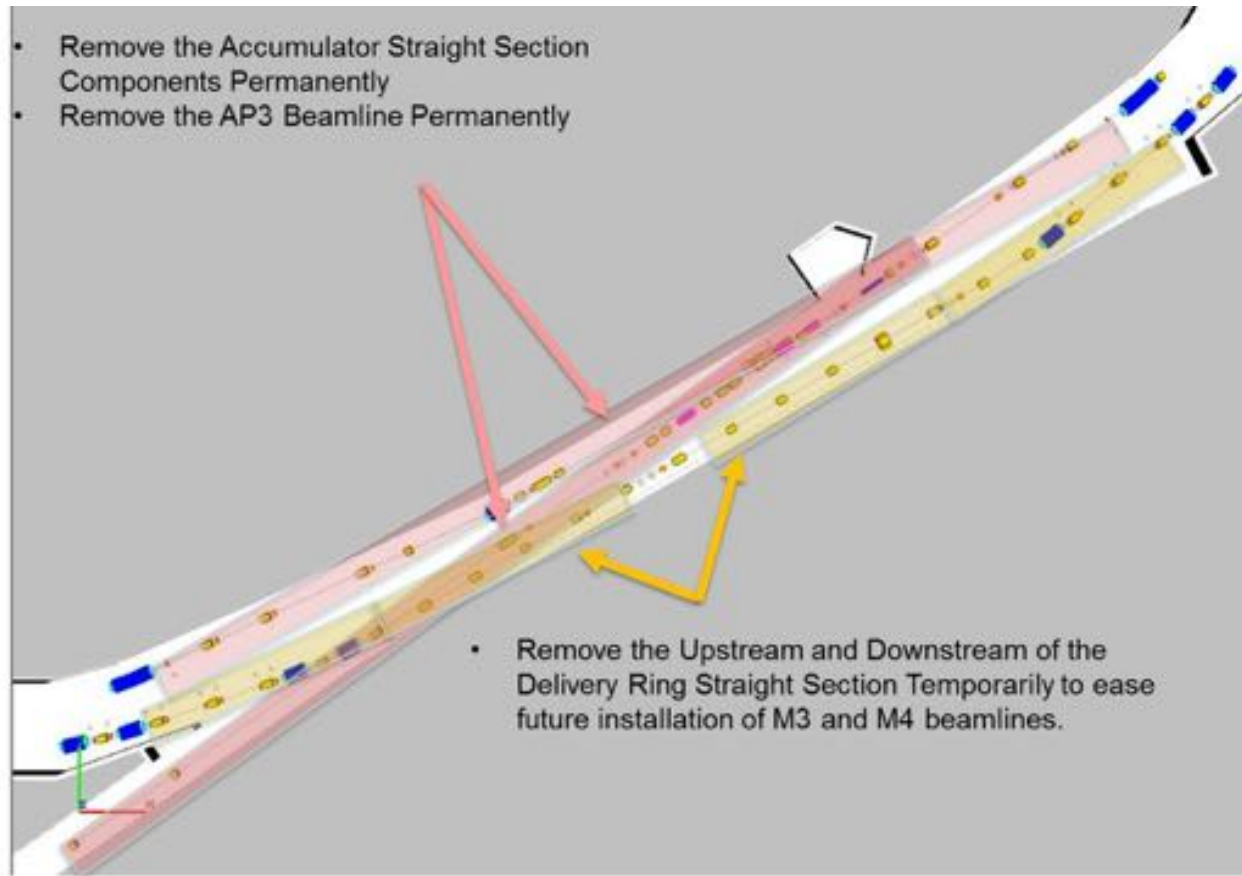 • Remove the Accumulator Straight Section
Components Permanently
• Remove the AP3 Beamline Permanently
• Remove the Upstream and Downstream of the
Delivery Ring Straight Section Temporarily to ease
future installation of M3 and M4 beamlines.